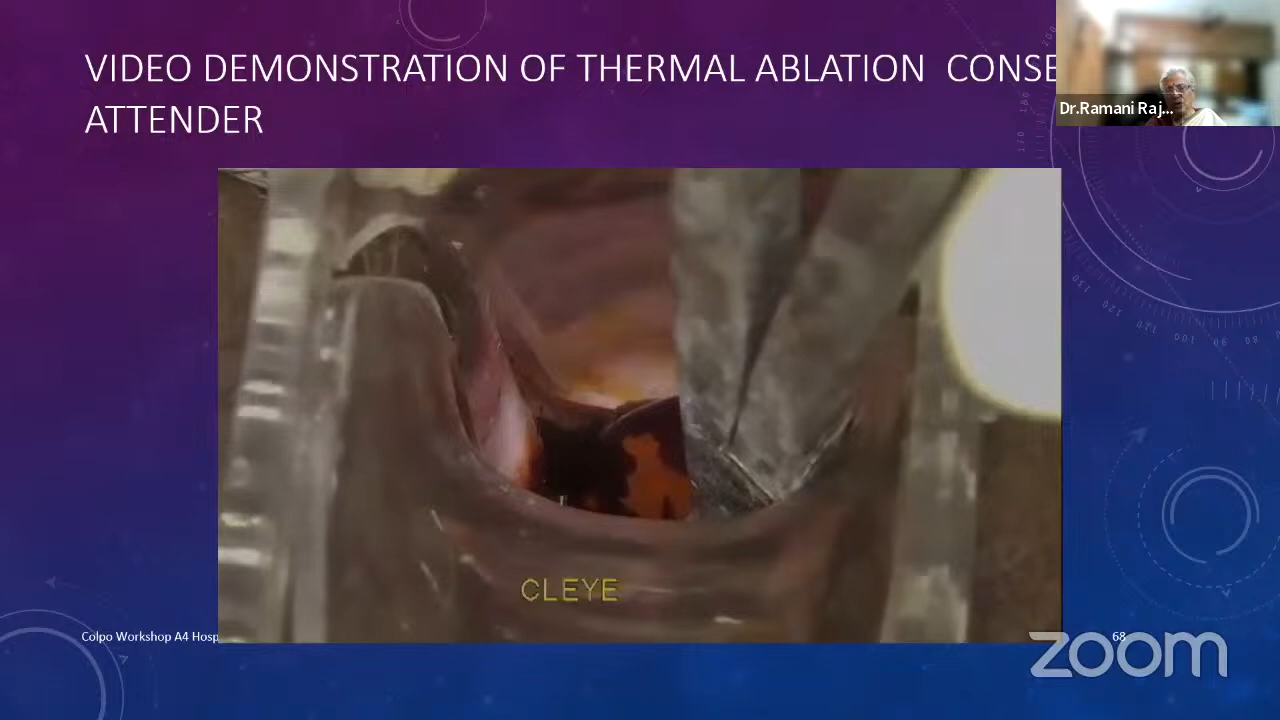 VIDEO DEMONSTRATION OF THERMAL ABLATION CONSE
ATTENDER
Dr.Ramani Raj...
CLEYE
Colpo Workshop A4 Hosp
68
zoom